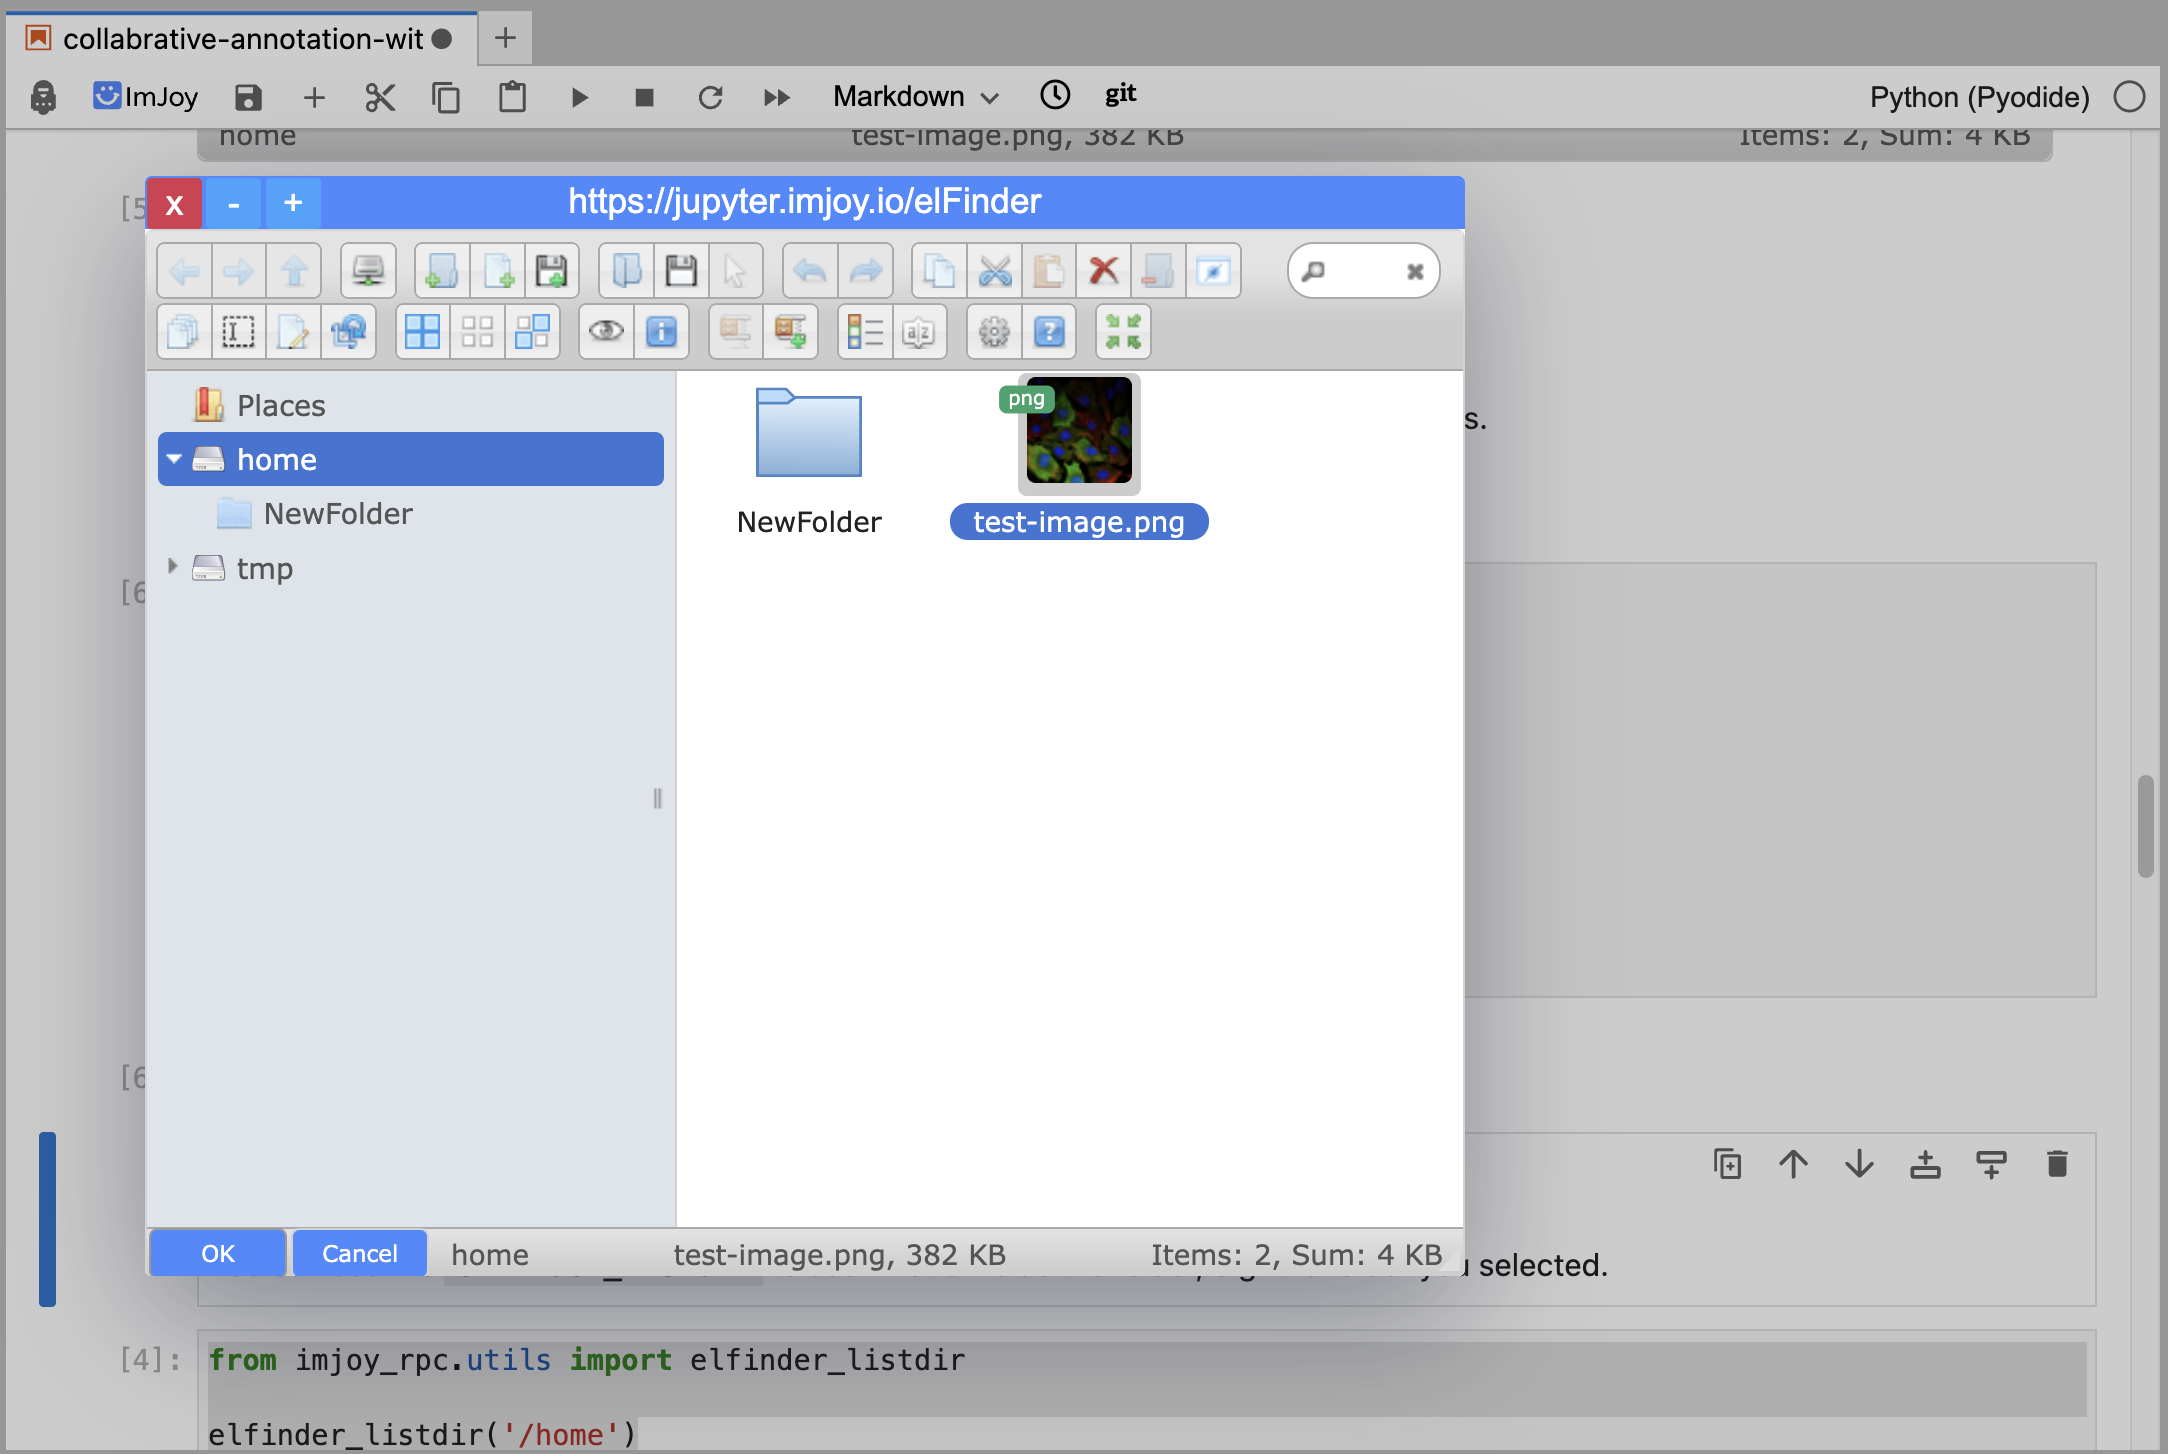 collabrative-annotation-wit
ImJoy
Markdown
git
Python (Pyodide)
home
test-image.png, 382 KB
Items: 2, Sum: 4 KB
[5
X
-
+
https://jupyter.imjoy.io/elFinder
Places
home
NewFolder
tmp
NewFolder
png
test-image.png
s.
[6
[6
OK
Cancel
home
test-image.png, 382 KB
Items: 2, Sum: 4 KB
selected.
[4]:
from imjoy_rpc.utils import elfinder_listdir
elfinder_listdir('/home')